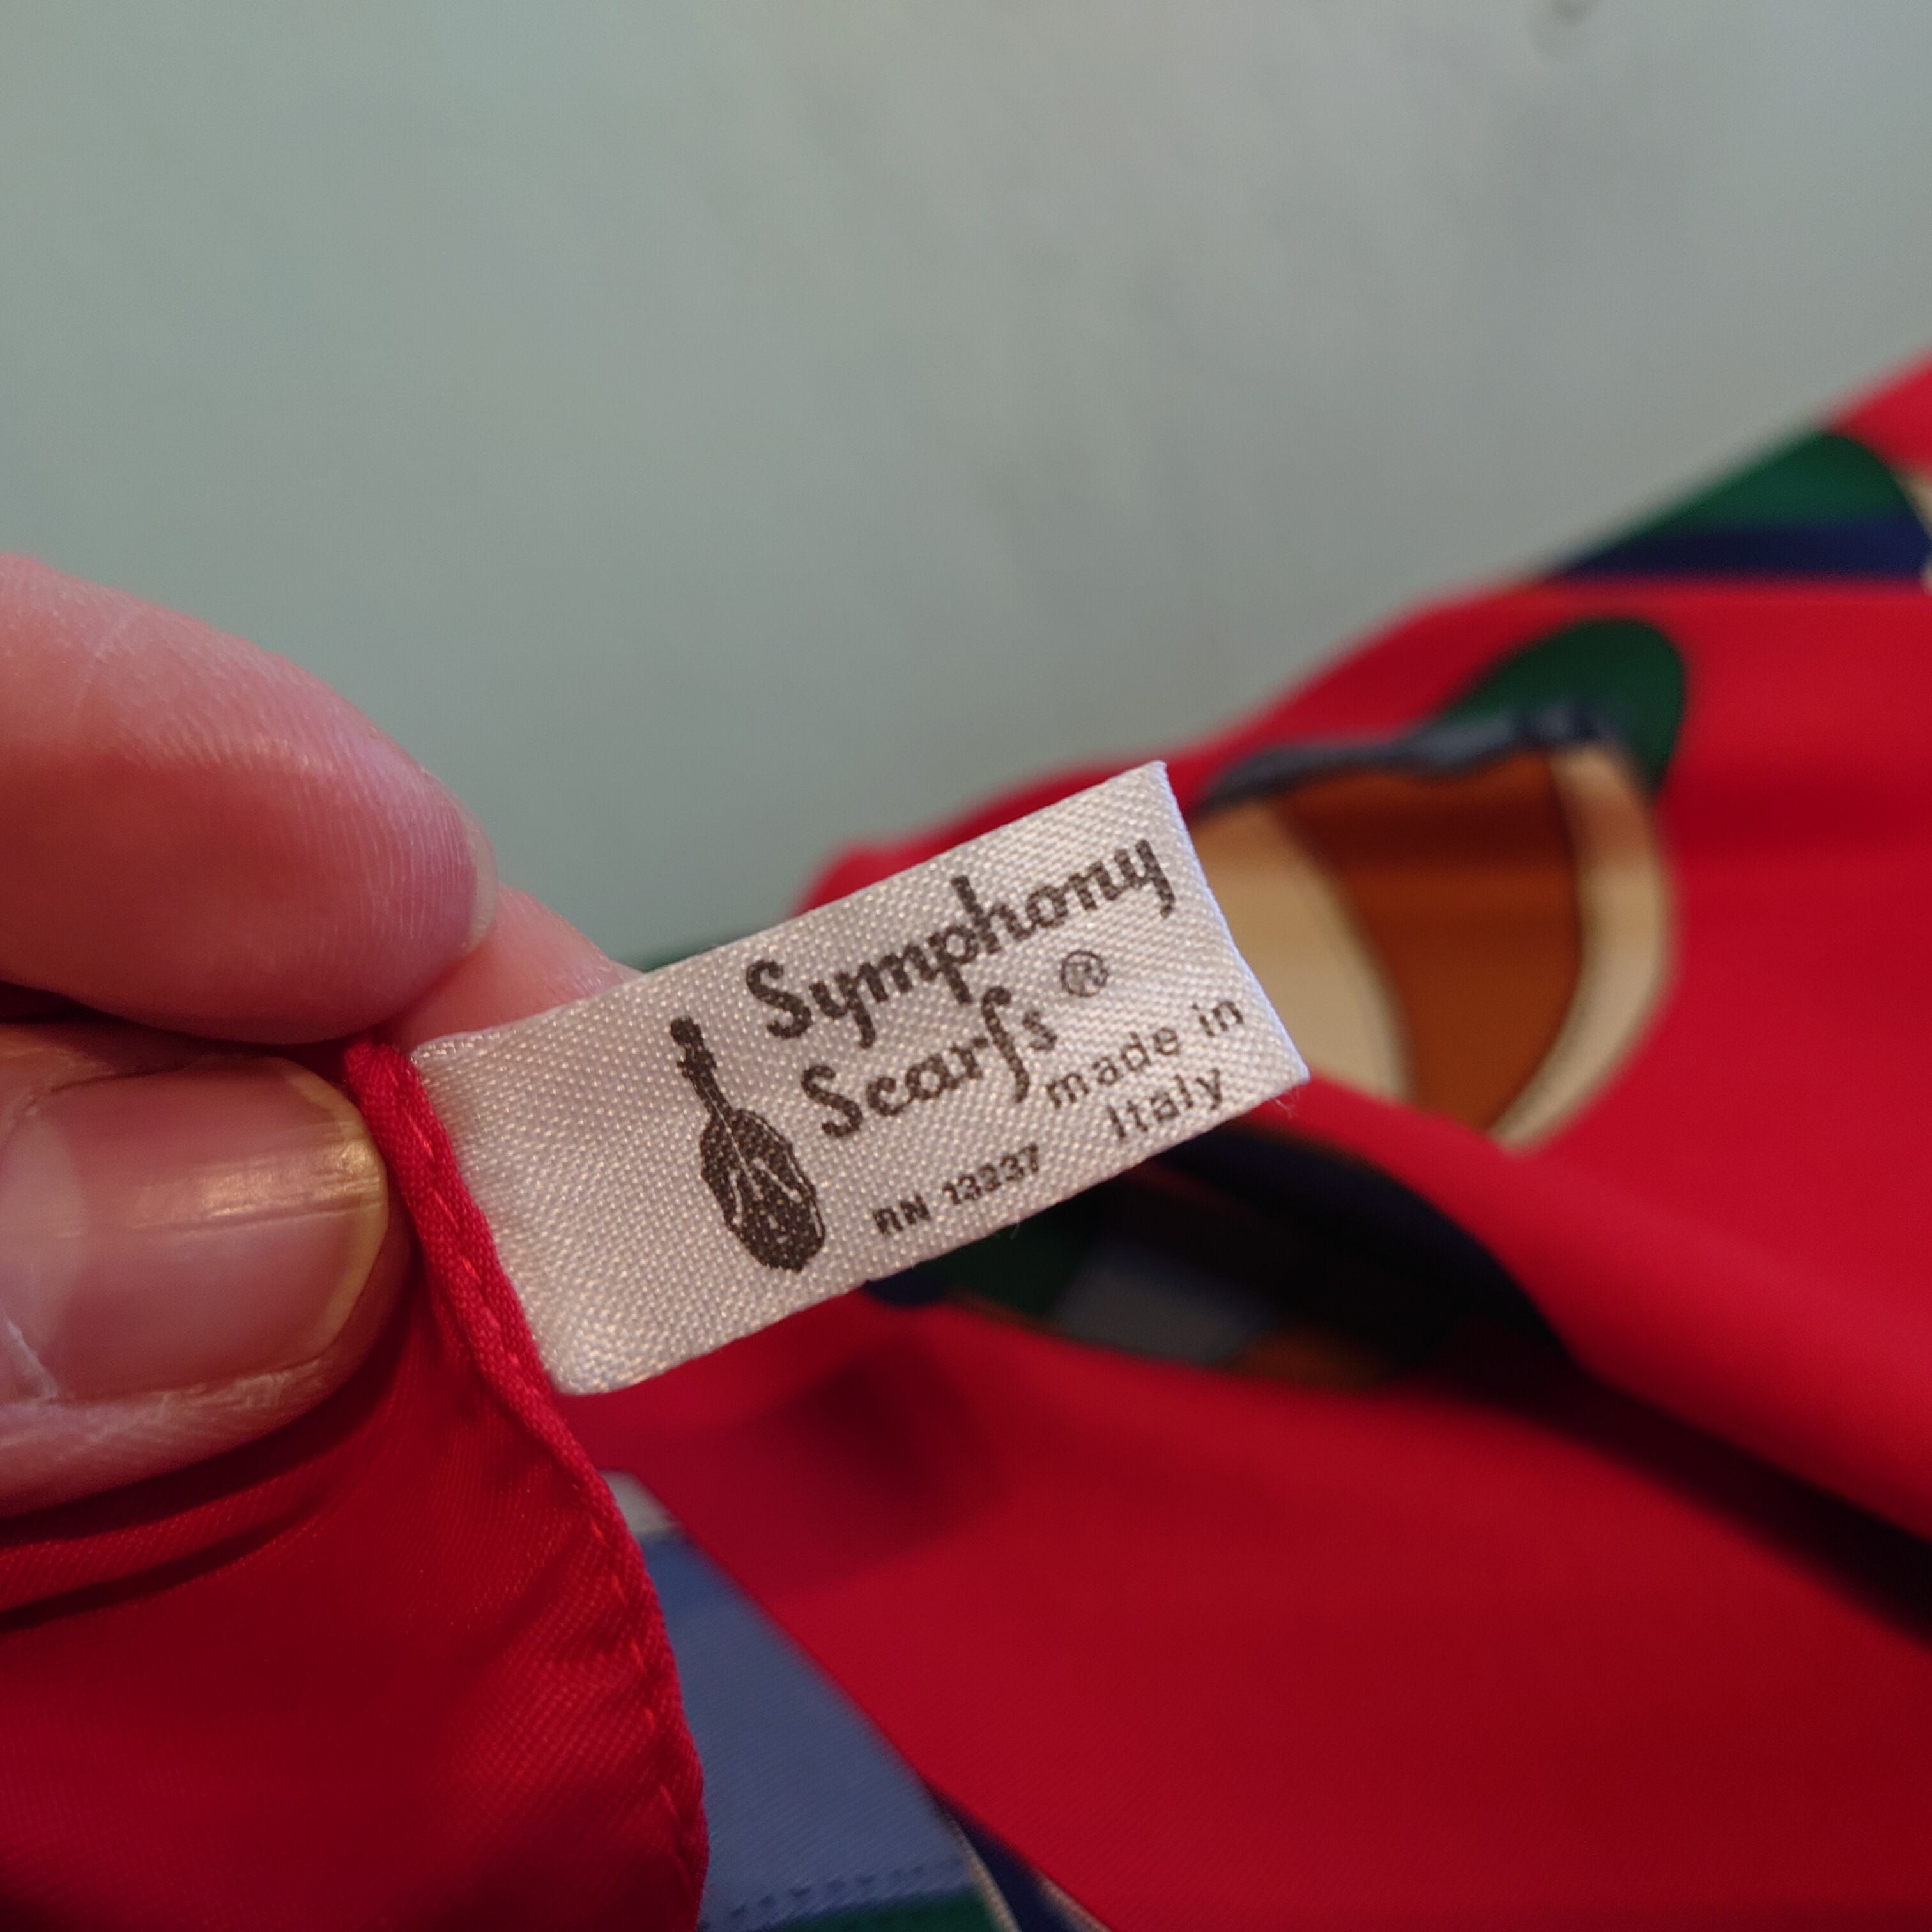 Symphony
Scarfs ®
made in
Italy
RN 13237